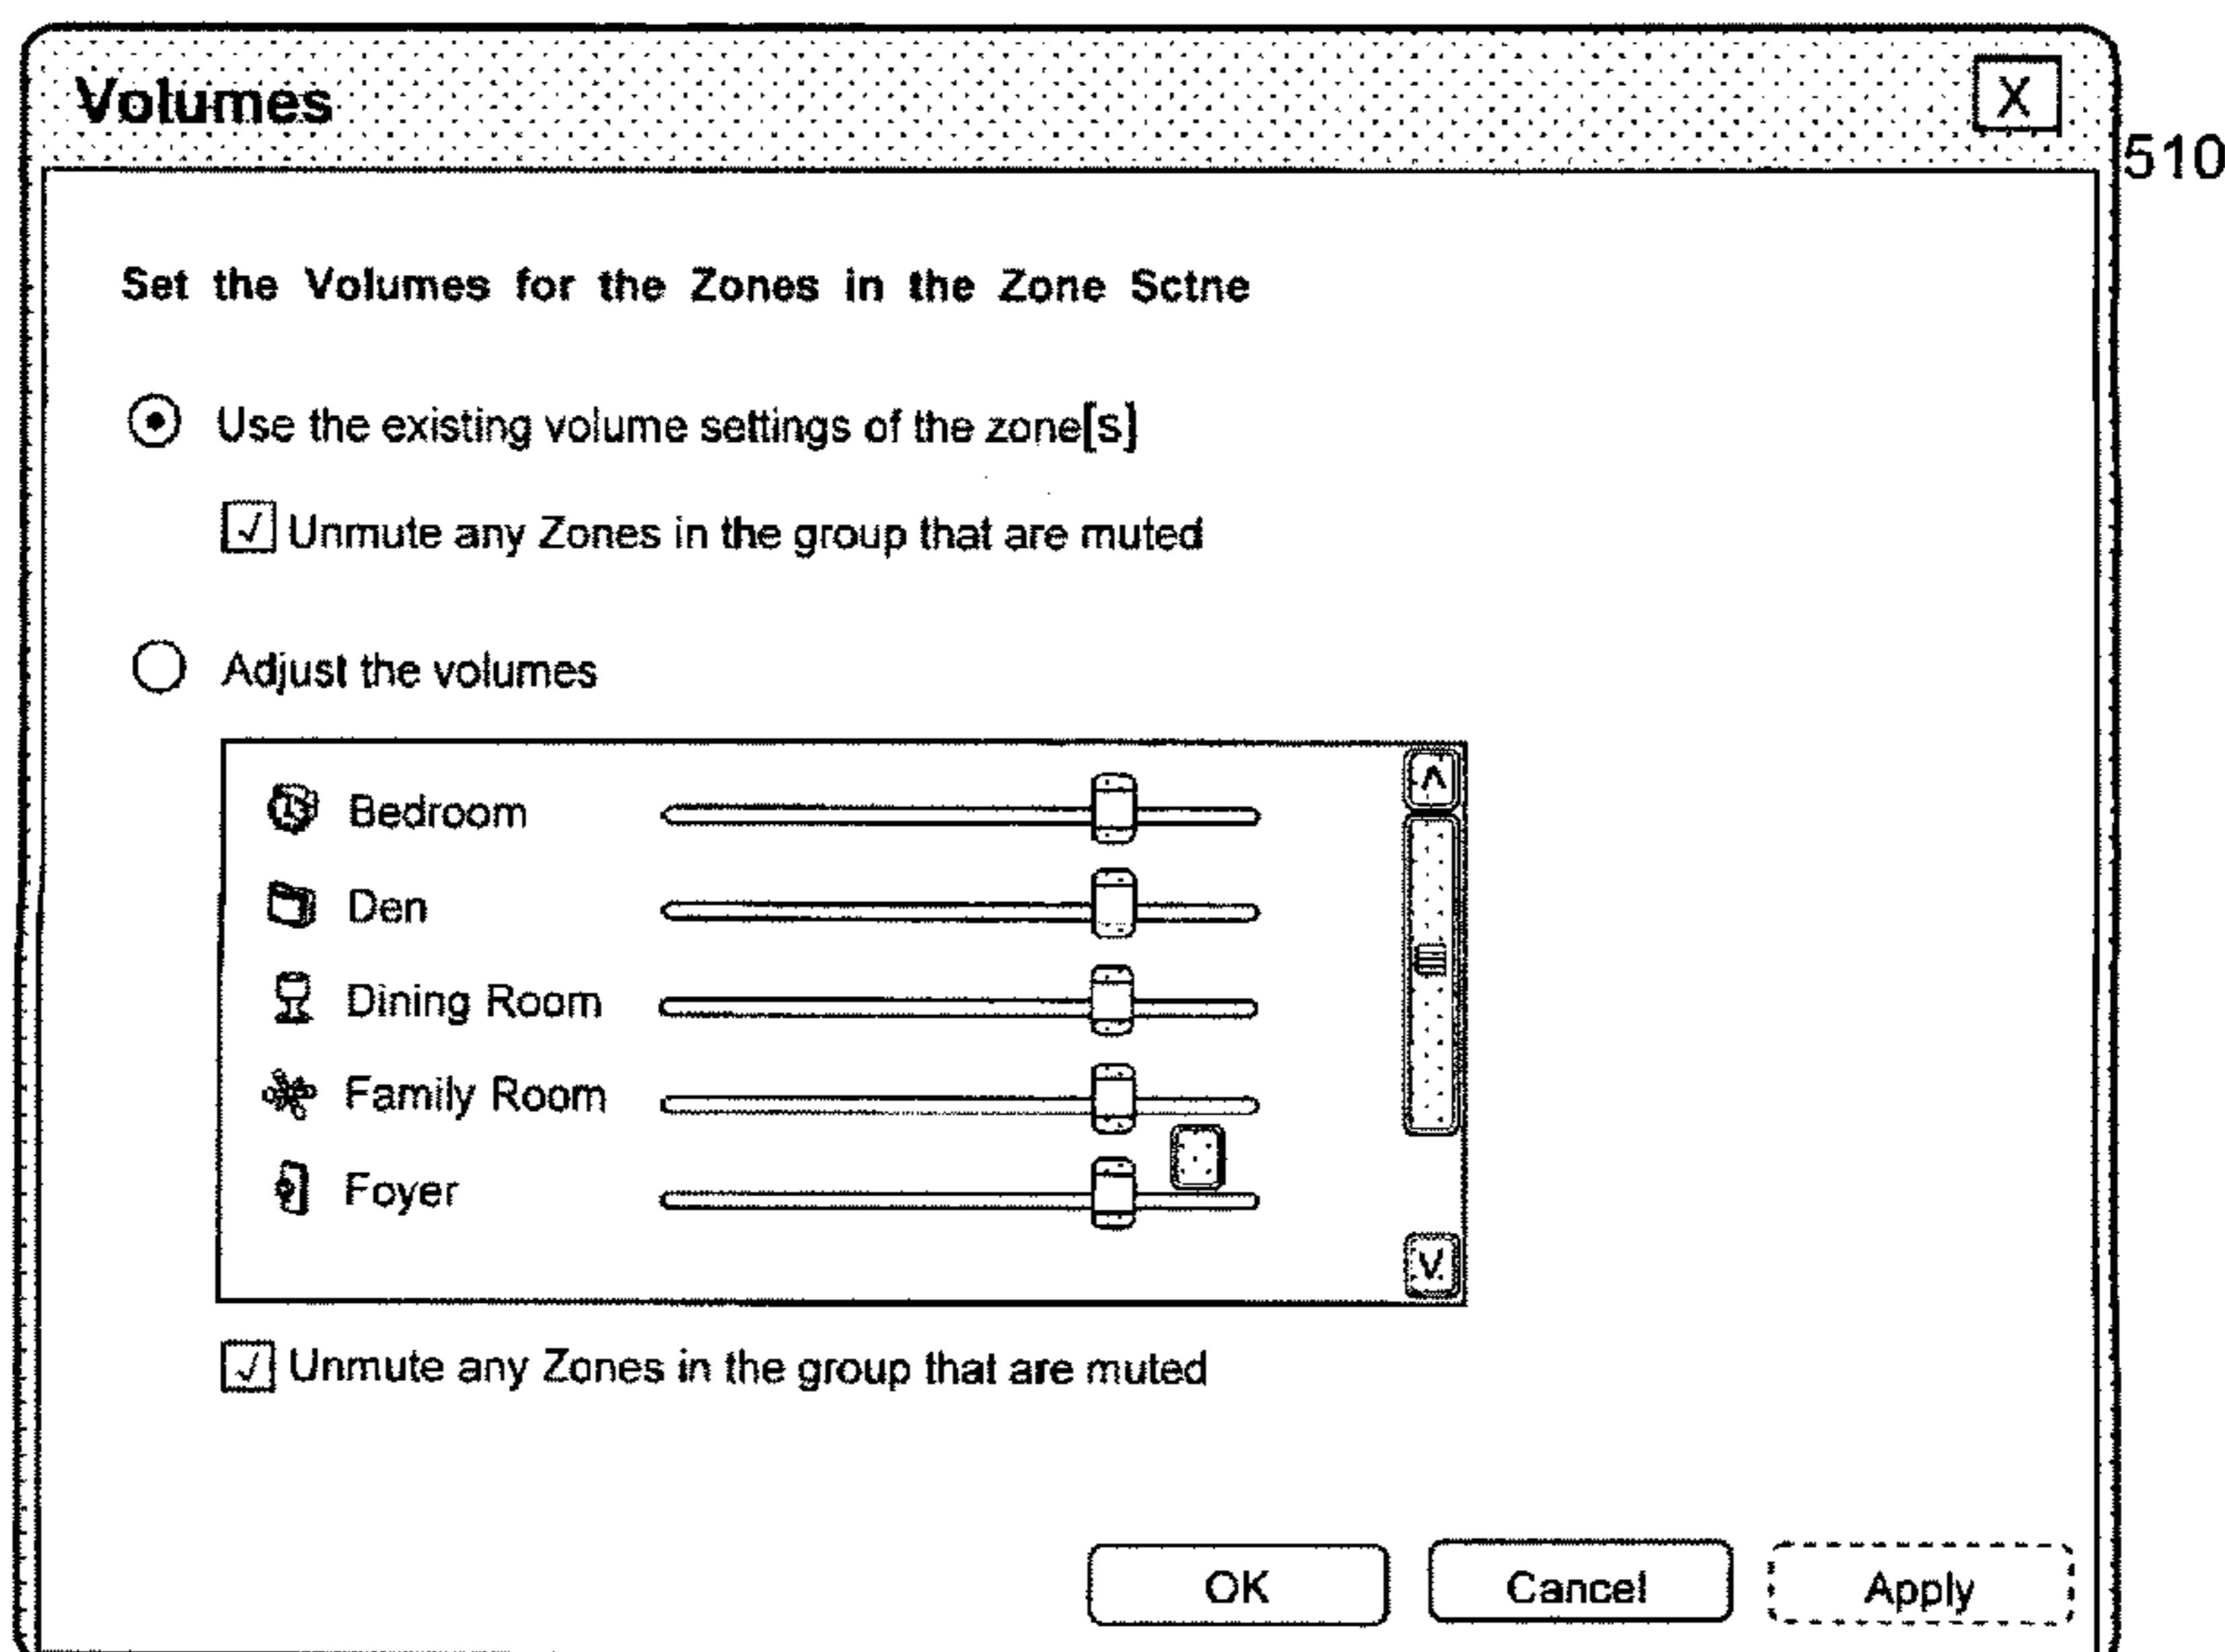 Volumes
X
510
Set the Volumes for the Zones in the Zone Sctne
Use the existing volume settings of the zone[s]
√ Unmute any Zones in the group that are muted
Adjust the volumes
Bedroom
Den
Dining Room
Family Room
Foyer
√ Unmute any Zones in the group that are muted
OK
Cancel
Apply